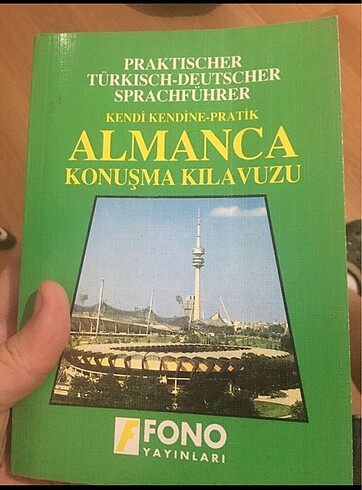 PRAKTISCHER
TÜRKISCH-DEUTSCHER
SPRACHFÜHRER
KENDİ KENDİNE-PRATİK
ALMANCA
KONUŞMA KILAVUZU
FONO
YAYINLARI